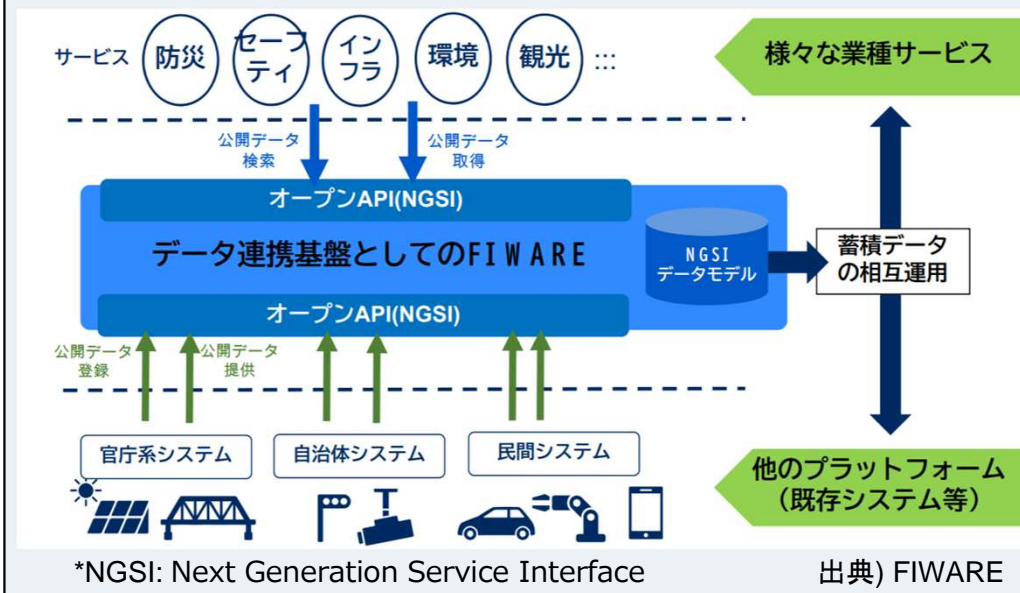 サービス
防災
セーフ
ティ
イン
フラ
環境
観光
:::
様々な業種サービス
公開データ
検索
公開データ
取得
オープンAPI(NGSI)
データ連携基盤としてのFIWARE
NGSI
データモデル
蓄積データ
の相互運用
オープンAPI(NGSI)
公開データ
登録
公開データ
提供
官庁系システム
自治体システム
民間システム
他のプラットフォーム
（既存システム等）
*NGSI: Next Generation Service Interface
出典) FIWARE